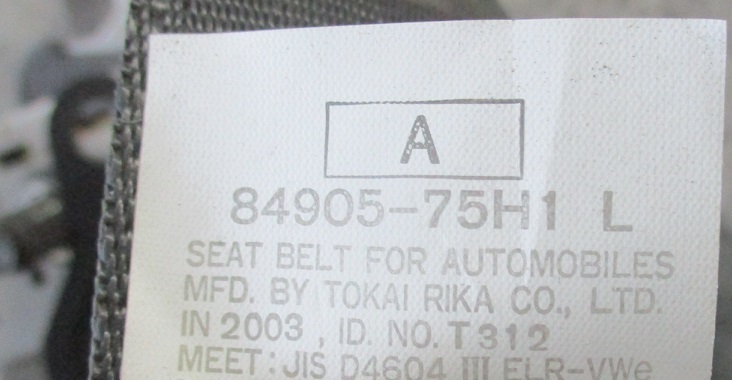 A
84905-75H1 L
SEAT BELT FOR AUTOMOBILES
MFD. BY TOKAI RIKA CO., LTD.
IN 2003 , ID. NO. T312
MEET : JIS D4604 III ELR-VWe